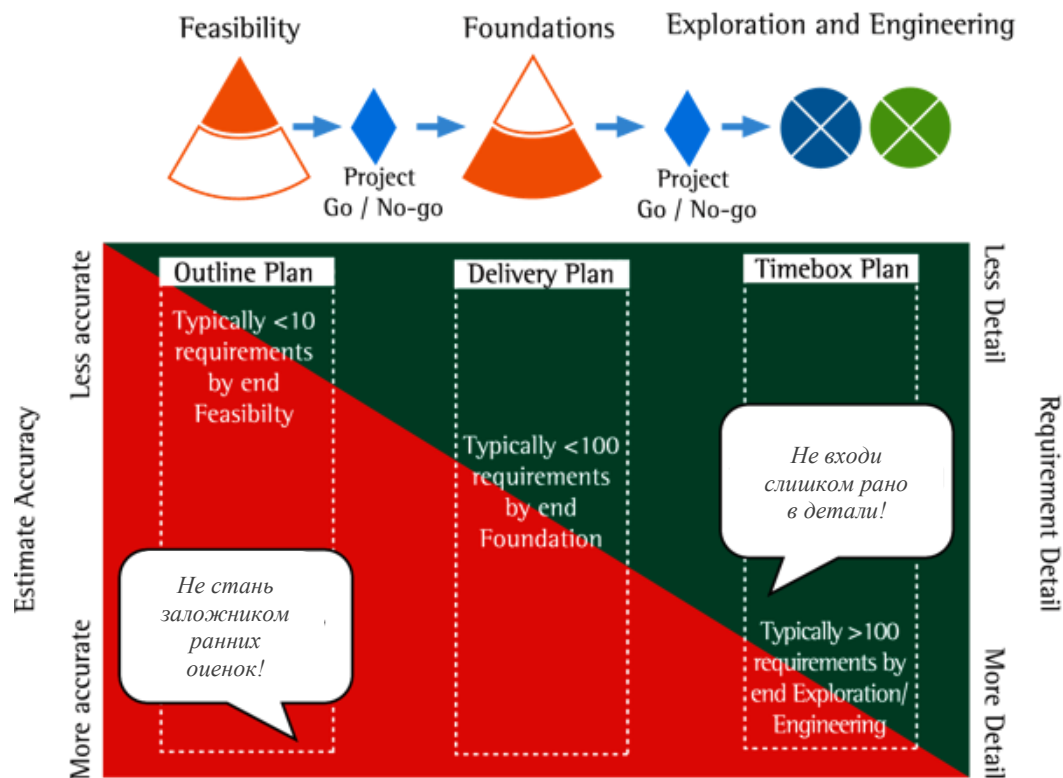 Feasibility
Foundations
Exploration and Engineering
Project
Go / No-go
Project
Go / No-go
Estimate Accuracy
Less accurate
More accurate
Outline Plan
Typically <10
requirements
by end
Feasibilty
Delivery Plan
Typically <100
requirements
by end
Foundation
Timebox Plan
Не входи
слишком рано
в детали!
Typically >100
requirements by
end Exploration/
Engineering
Не стань
заложником
ранних
оценок!
Less Detail
More Detail
Requirement Detail